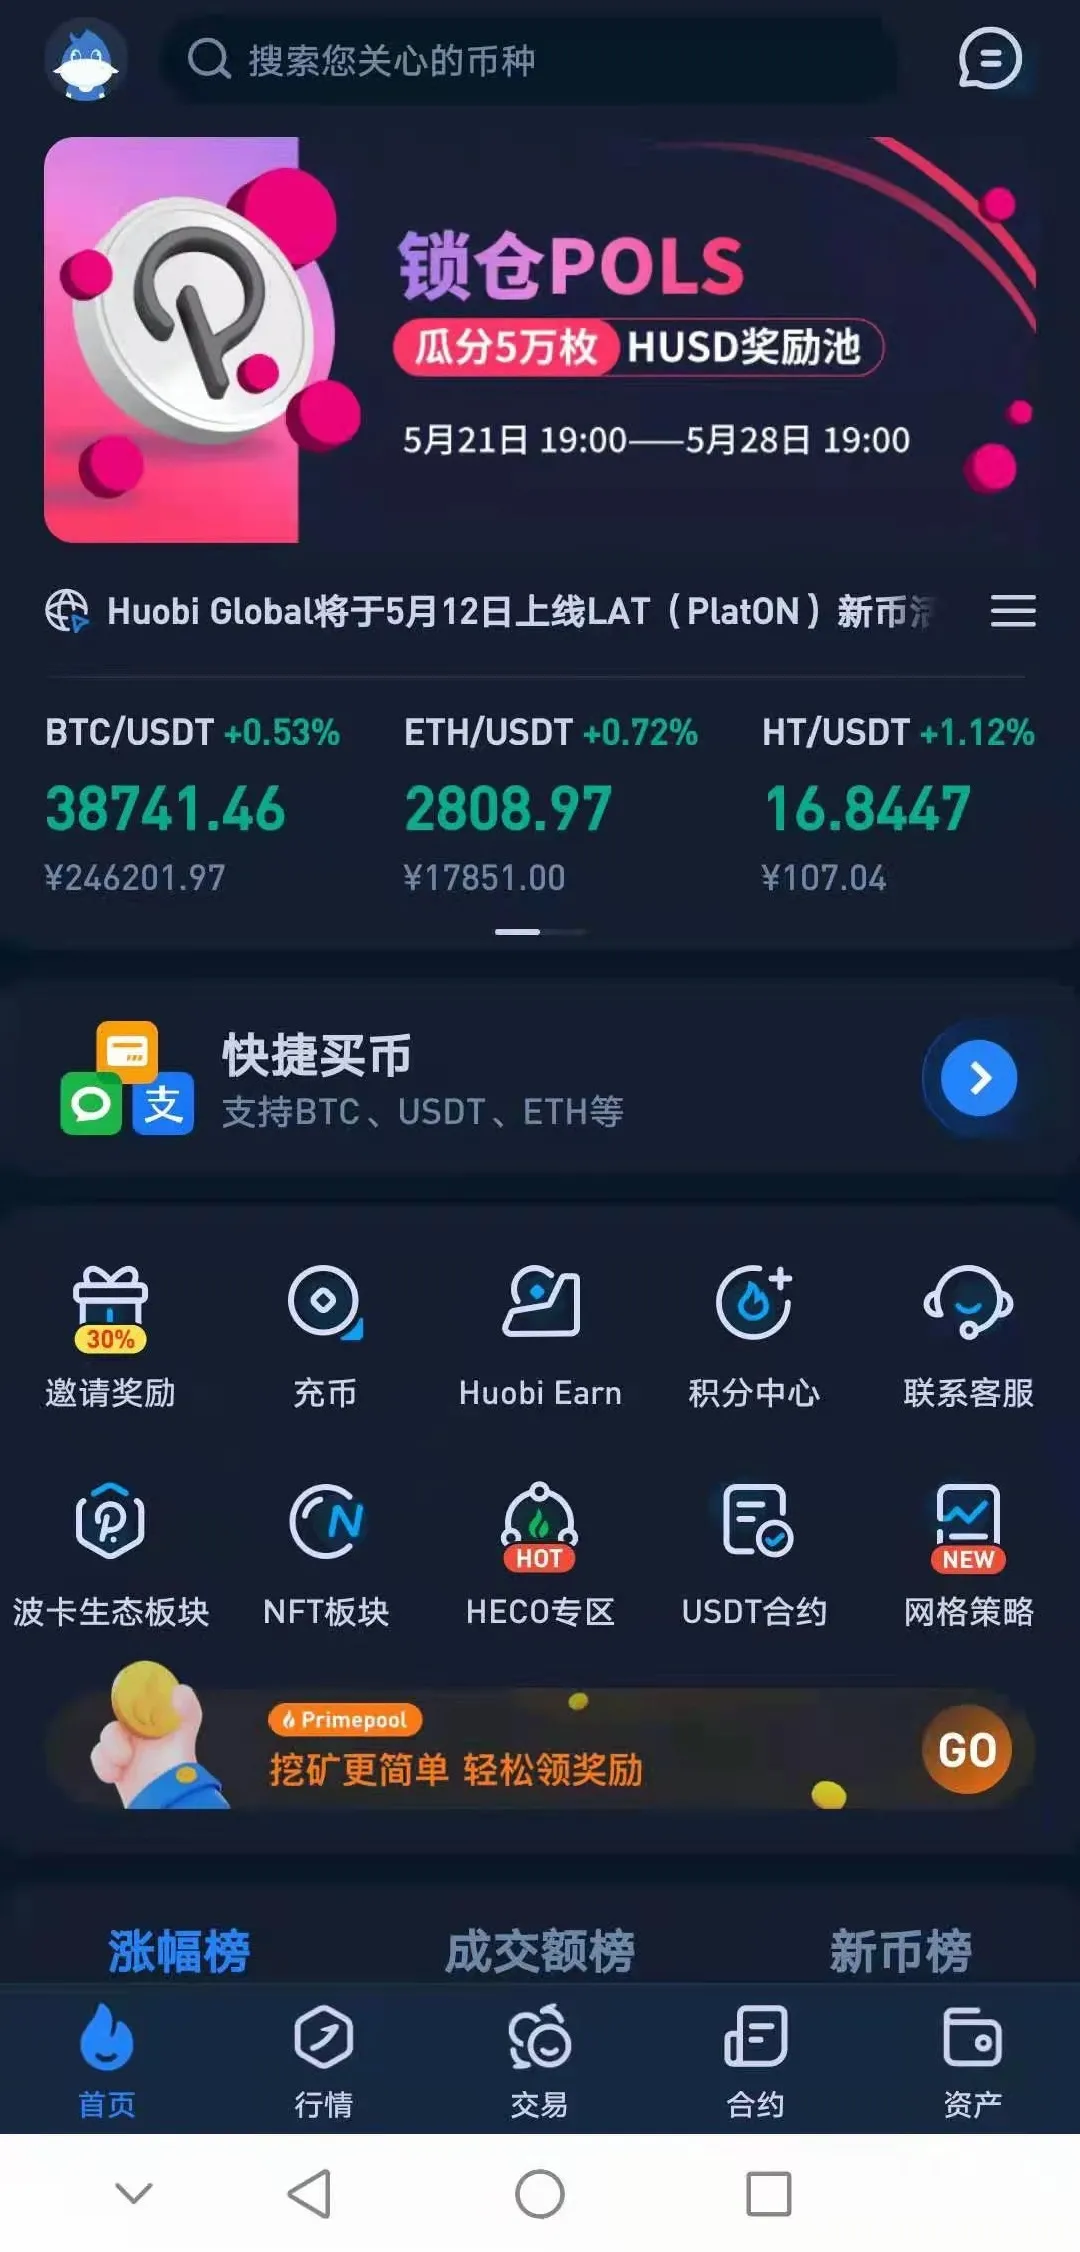 搜索您关心的币种
锁仓POLS
瓜分5万枚 HUSD奖励池
5月21日 19:00——5月28日 19:00
Huobi Global将于5月12日上线LAT（PlatON）新币活
BTC/USDT +0.53% ETH/USDT +0.72% HT/USDT +1.12%
38741.46 2808.97 16.8447
¥246201.97 ¥17851.00 ¥107.04
快捷买币
支
支持BTC、USDT、ETH等
30%
邀请奖励 充币 Huobi Earn 积分中心 联系客服
N
HOT NEW
波卡生态板块 NFT板块 HECO专区 USDT合约 网格策略
Primepool
挖矿更简单 轻松领奖励
GO
涨幅榜 成交额榜 新币榜
首页 行情 交易 合约 资产